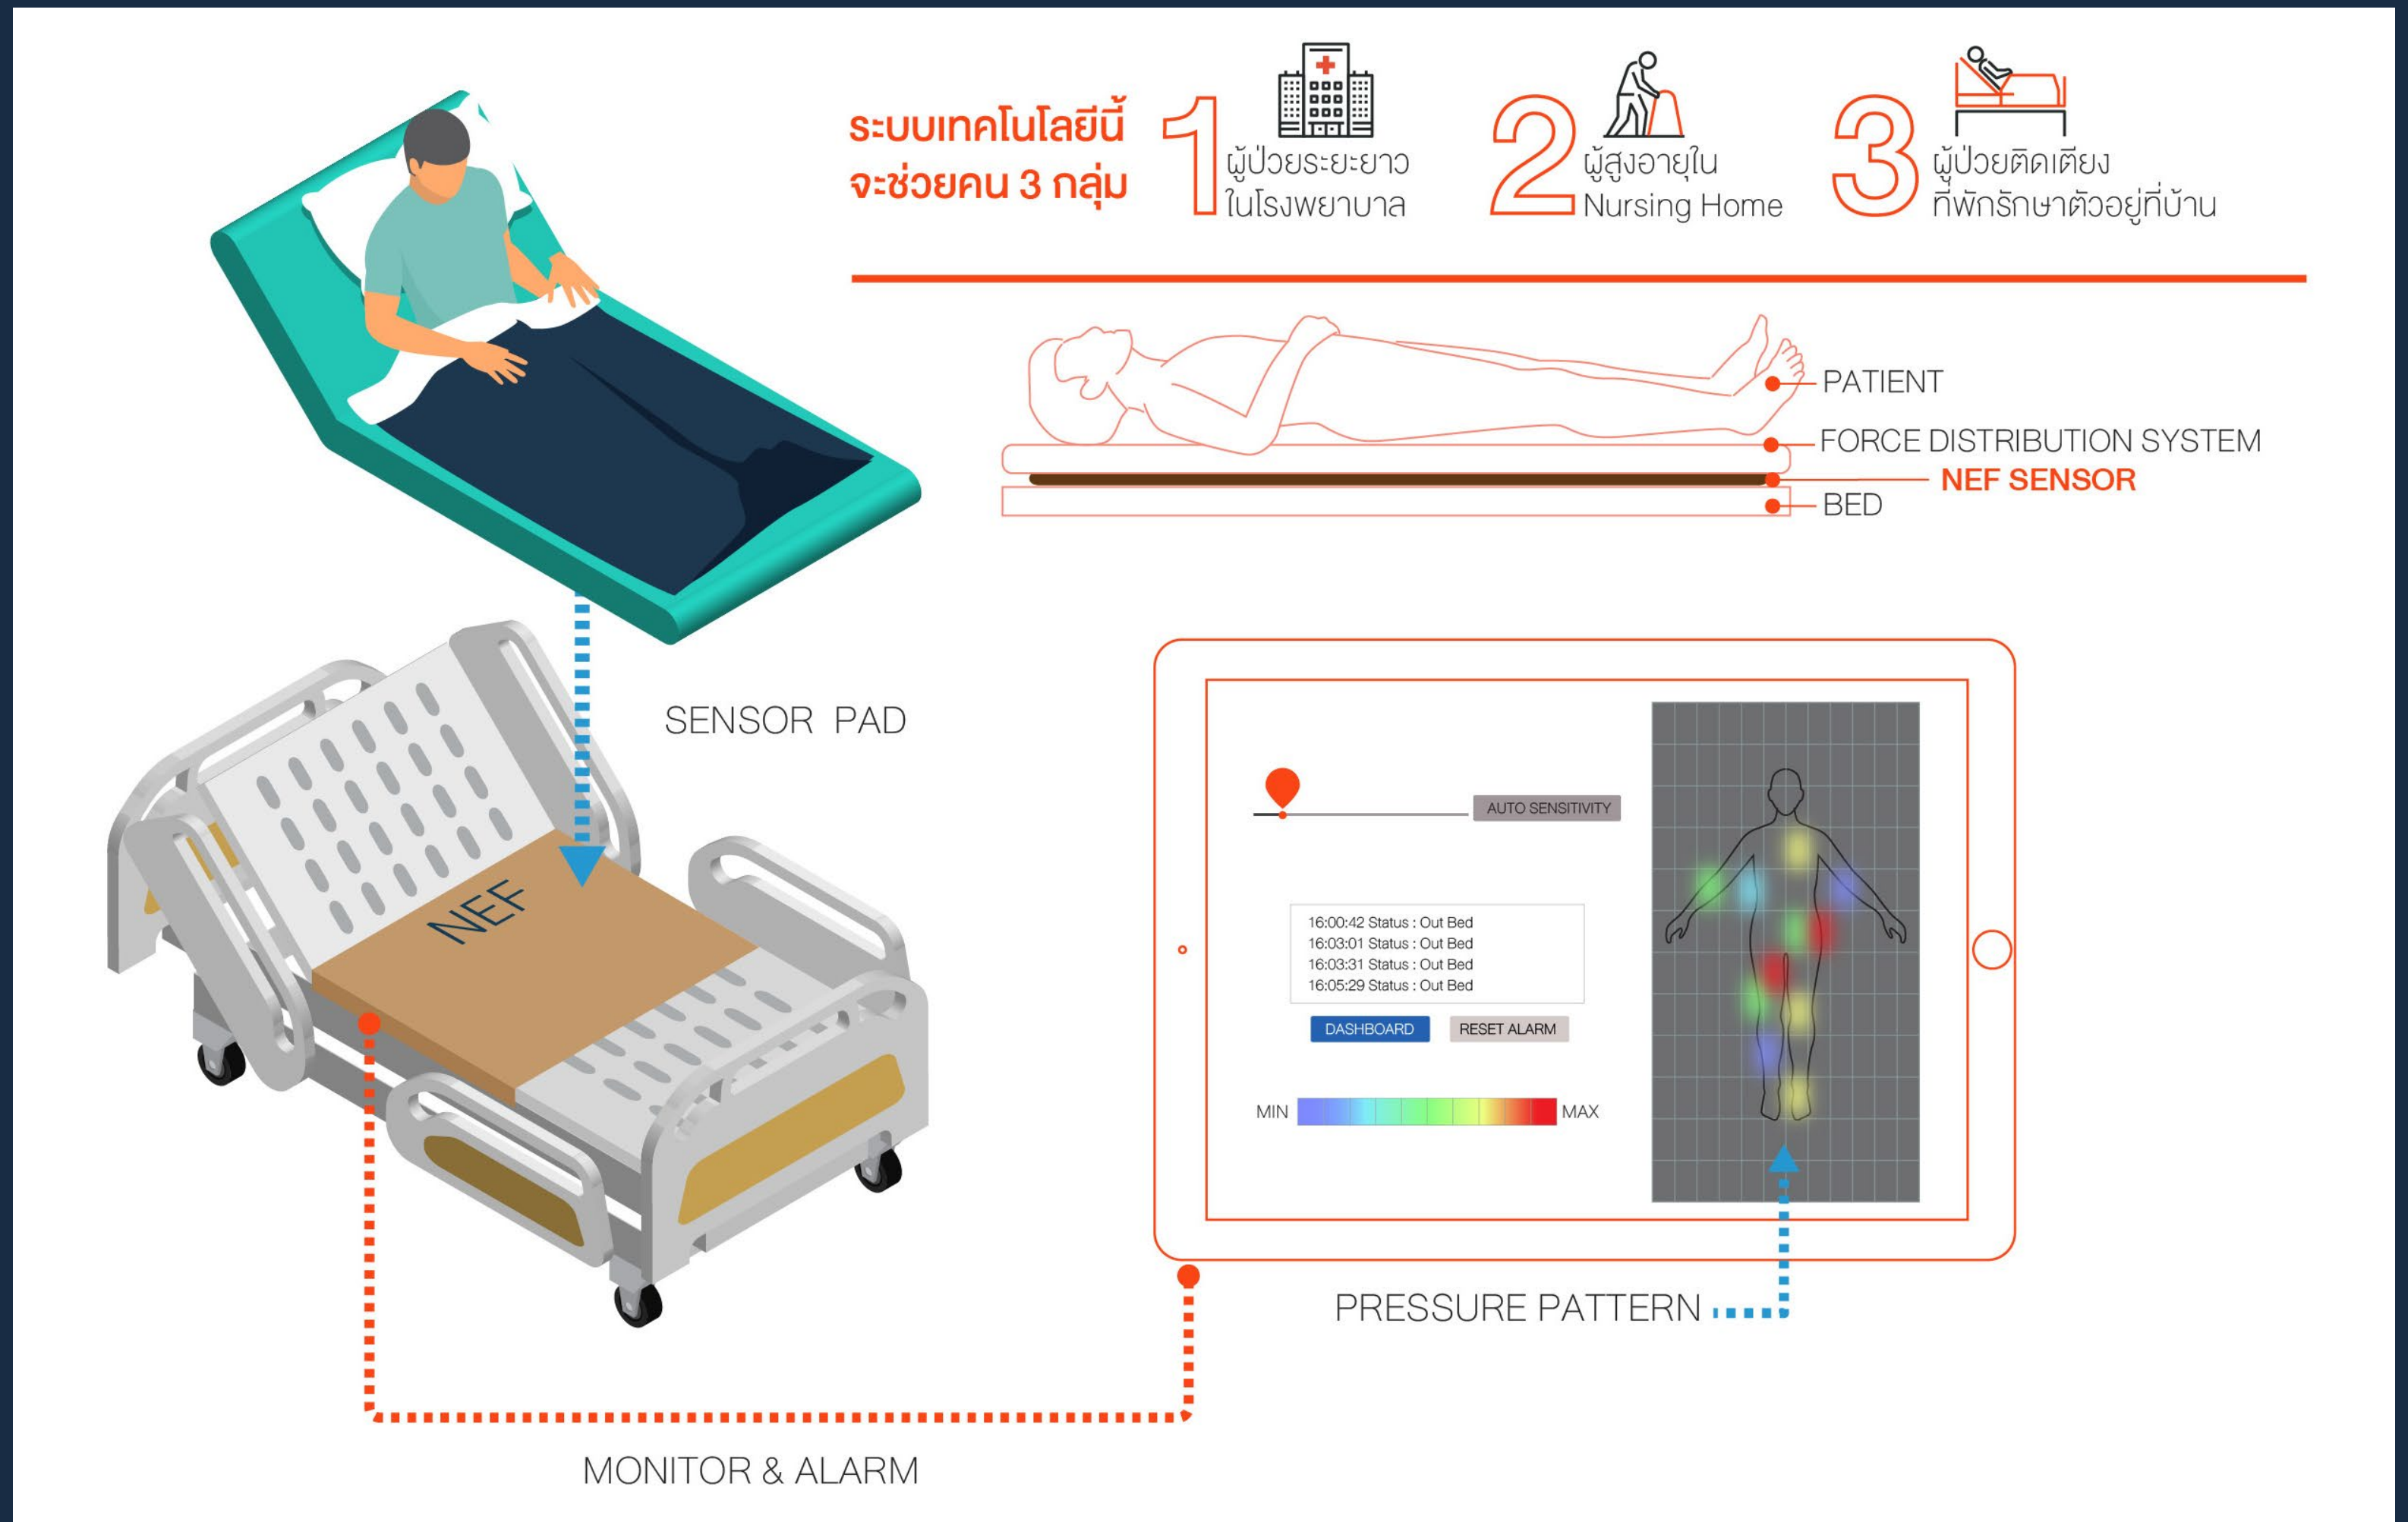 ระบบเทคโนโลยีนี้
จะช่วยคน 3 กลุ่ม
1
ผู้ป่วยระยะยาว
ในโรงพยาบาล
2
ผู้สูงอายุใน
Nursing Home
3
ผู้ป่วยติดเตียง
ที่พักรักษาตัวอยู่ที่บ้าน
PATIENT
FORCE DISTRIBUTION SYSTEM
NEF SENSOR
BED
SENSOR PAD
NEF
AUTO SENSITIVITY
16:00:42 Status : Out Bed
16:03:01 Status : Out Bed
16:03:31 Status : Out Bed
16:05:29 Status : Out Bed
DASHBOARD
RESET ALARM
MIN
MAX
PRESSURE PATTERN
MONITOR & ALARM